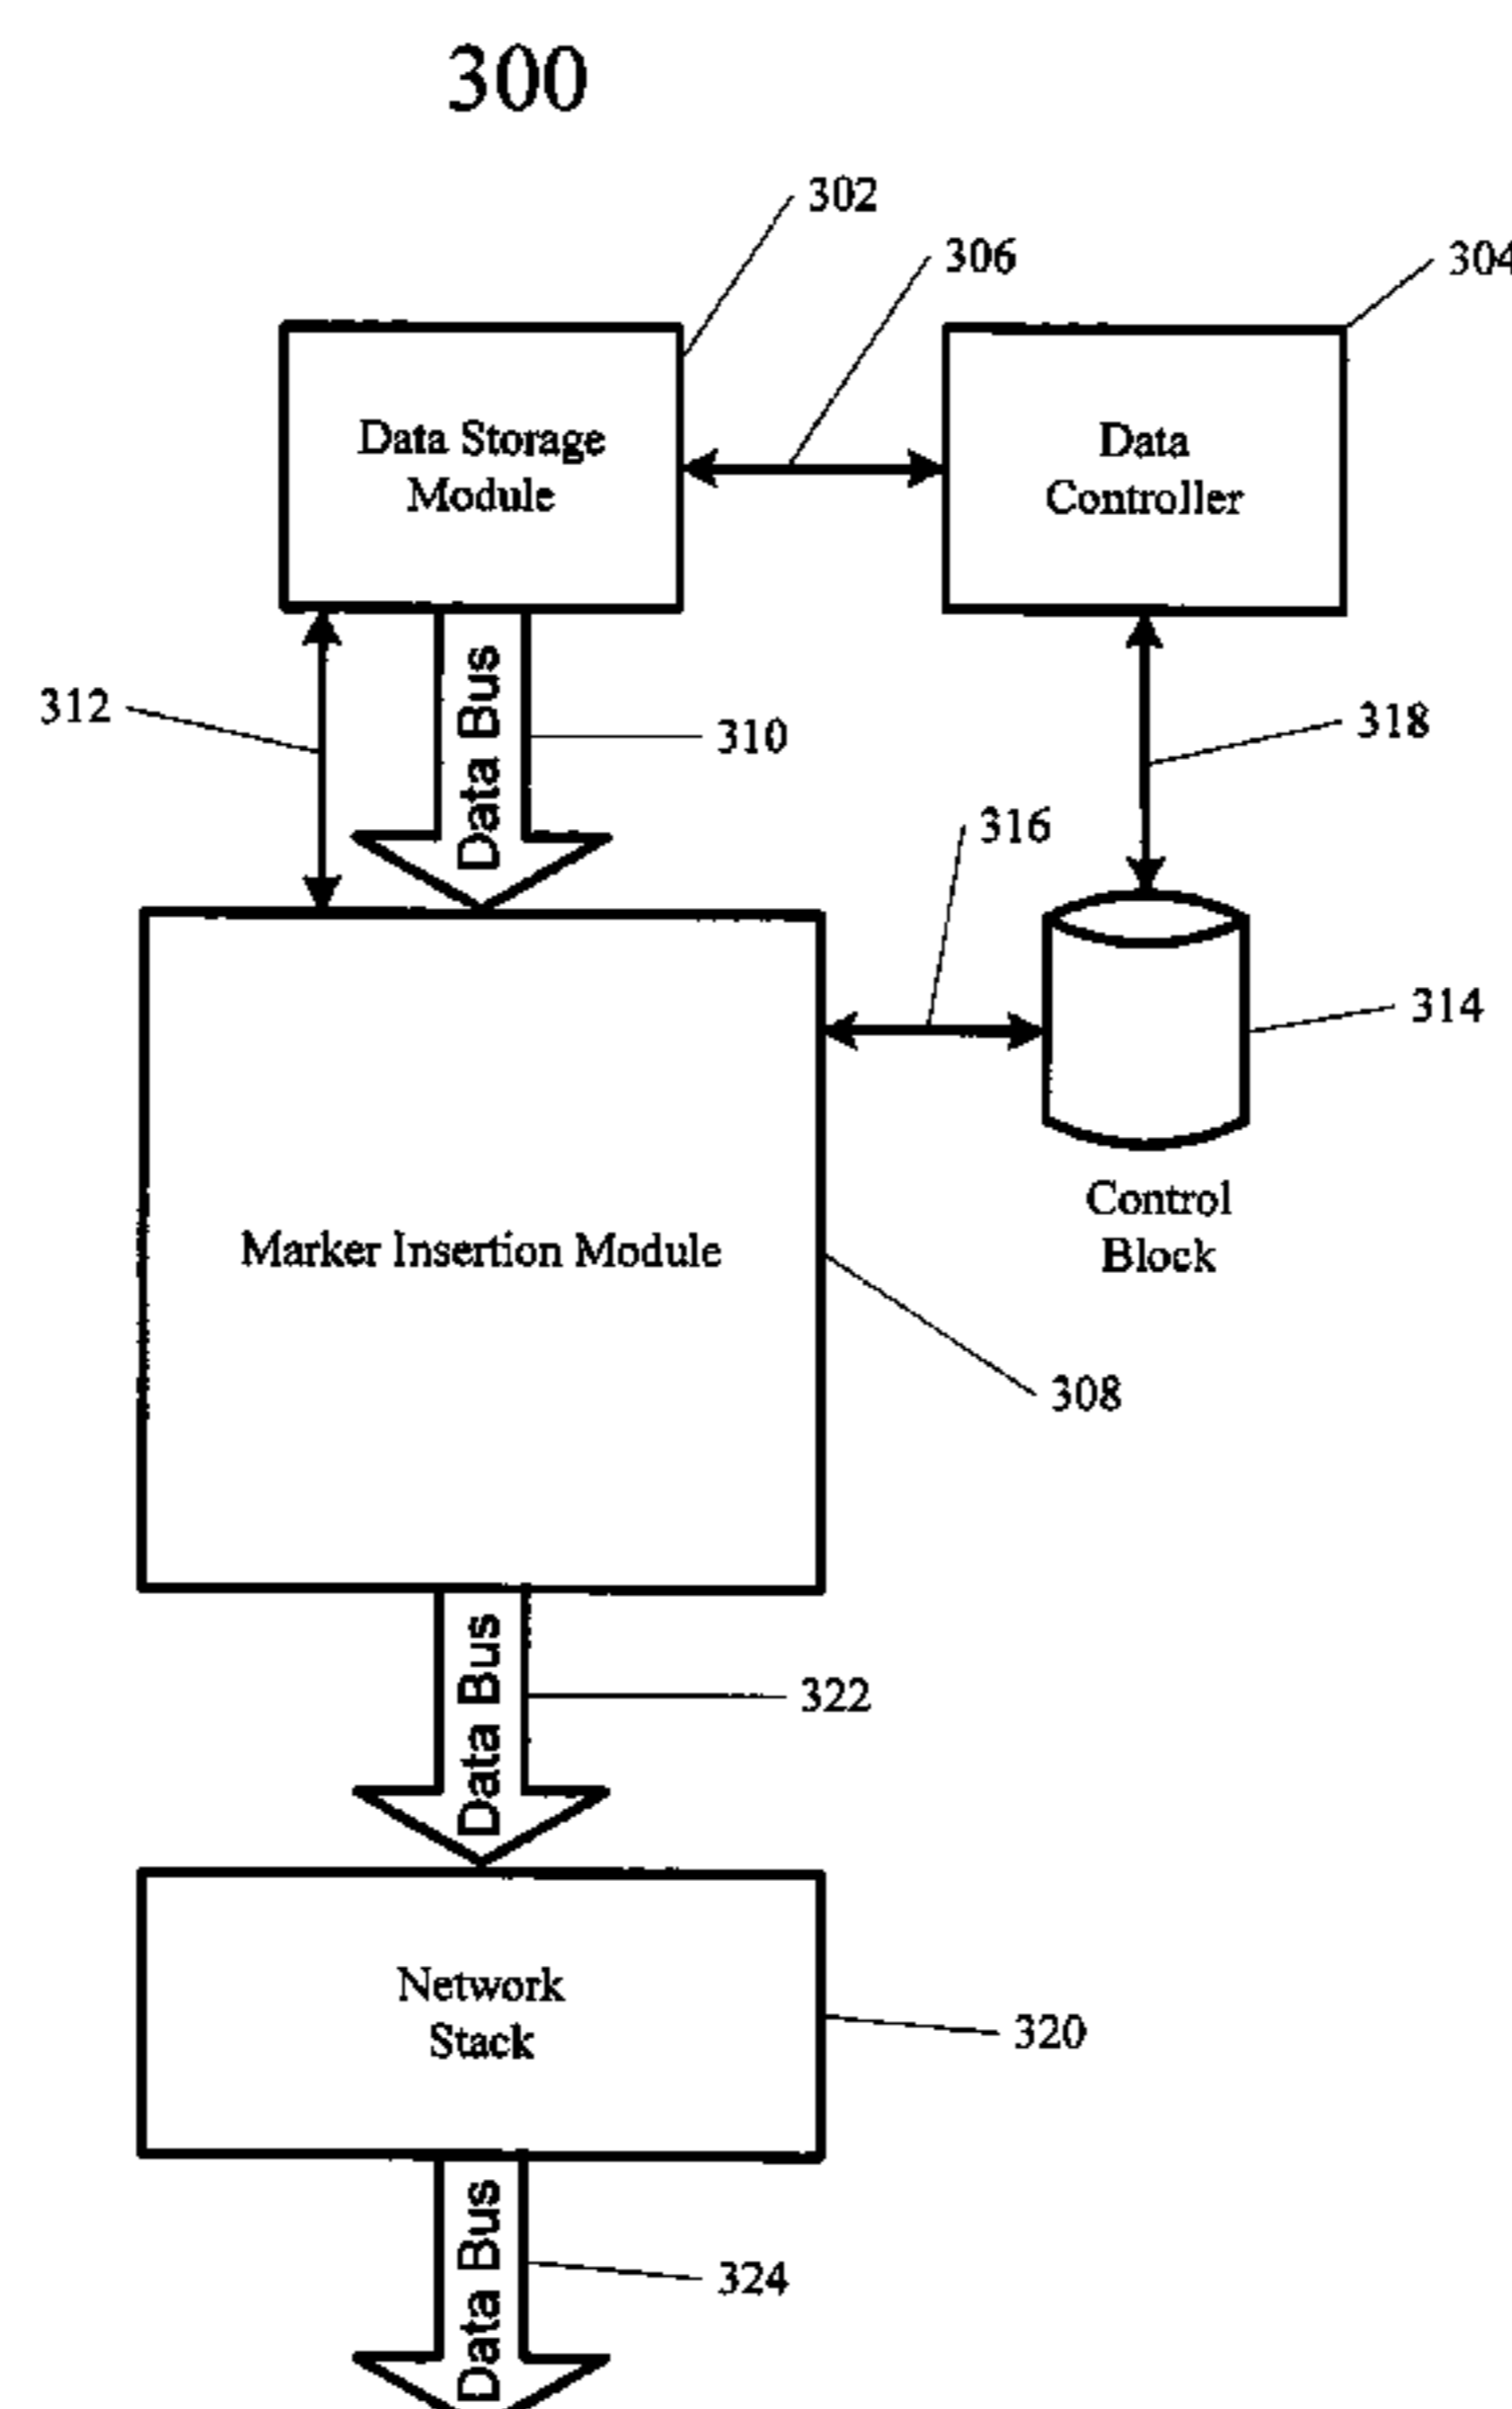 300
302
306
304
Data Storage
Module
Data
Controller
312
Data Bus
310
318
316
314
Control
Block
Marker Insertion Module
308
Data Bus
322
Network
Stack
320
Data Bus
324